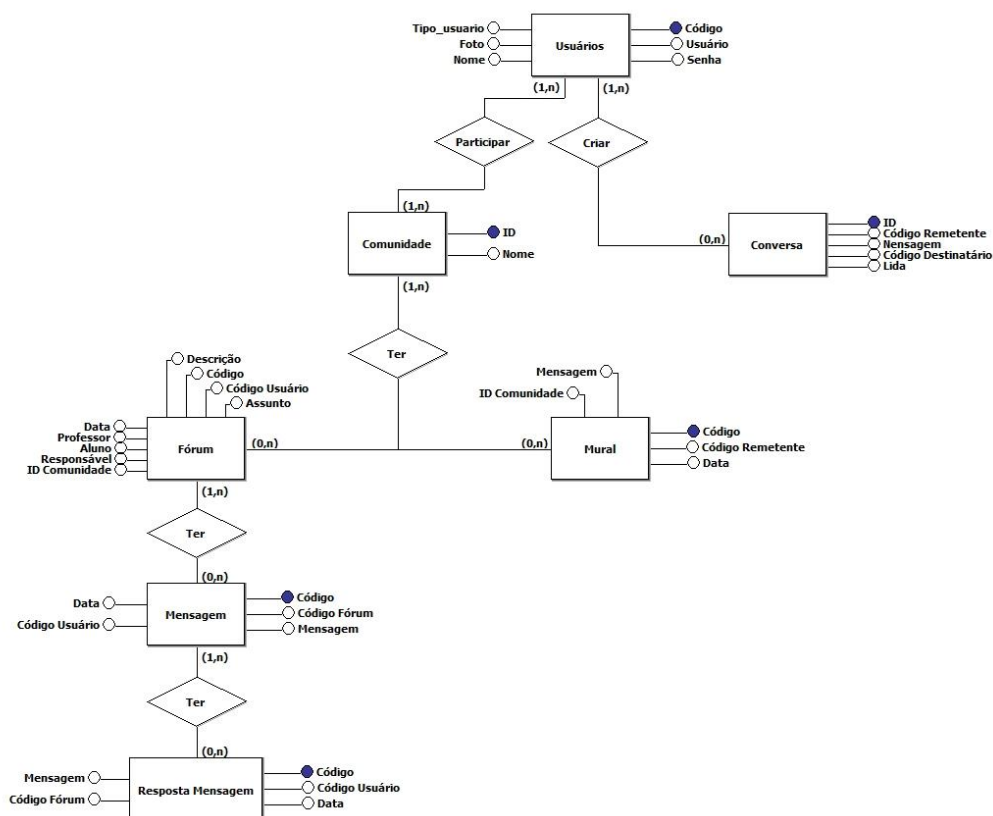 Tipo_usuario
Foto
Nome
Usuários
Código
Usuário
Senha
(1,n)
(1,n)
Participar
Criar
(1,n)
Comunidade
ID
Nome
(1,n)
(0,n)
Conversa
ID
Código Remetente
Nensagem
Código Destinatário
Lida
Ter
Descrição
Código
Código Usuário
Assunto
Data
Professor
Aluno
Responsável
ID Comunidade
Fórum
(0,n)
(1,n)
Mensagem
ID Comunidade
(0,n)
Mural
Código
Código Remetente
Data
Ter
(0,n)
Data
Código Usuário
Mensagem
Código
Código Fórum
Mensagem
(1,n)
Ter
(0,n)
Mensagem
Código Fórum
Resposta Mensagem
Código
Código Usuário
Data